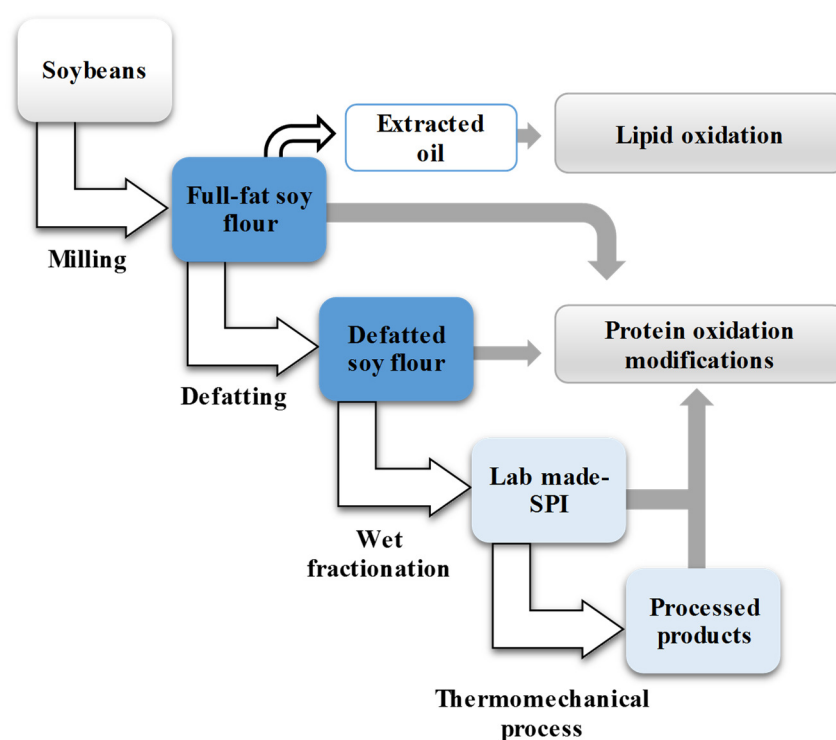 Soybeans
Extracted
oil
Lipid oxidation
Full-fat soy
flour
Milling
Defatted
soy flour
Protein oxidation
modifications
Defatting
Lab made-
SPI
Wet
fractionation
Processed
products
Thermomechanical
process